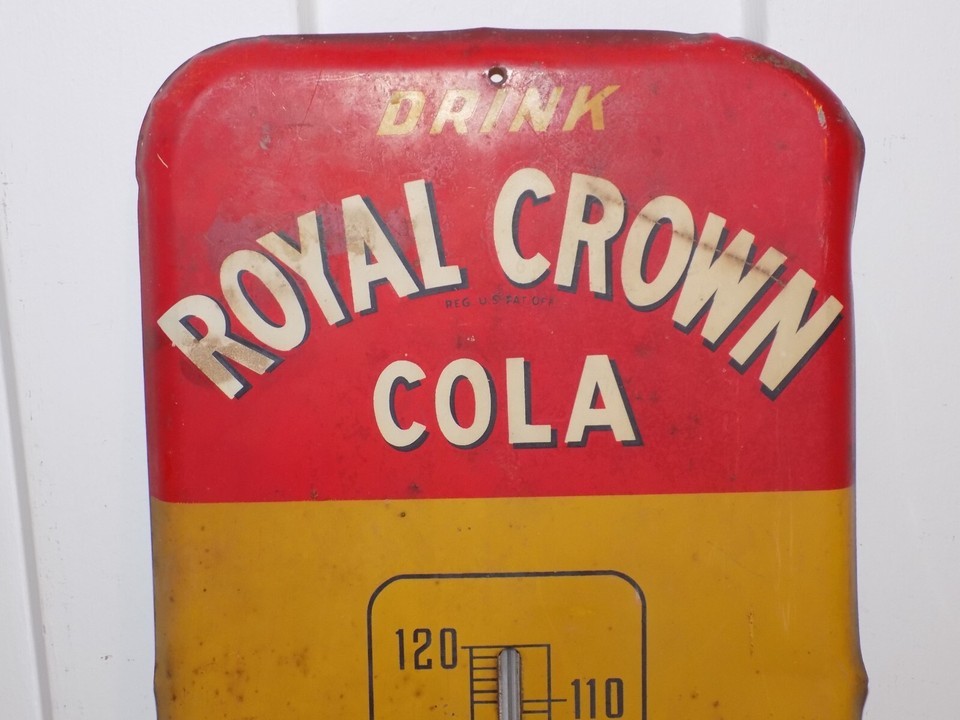 DRINK
ROYAL CROWN
REG. U.S. PAT. OFF.
COLA
120
110